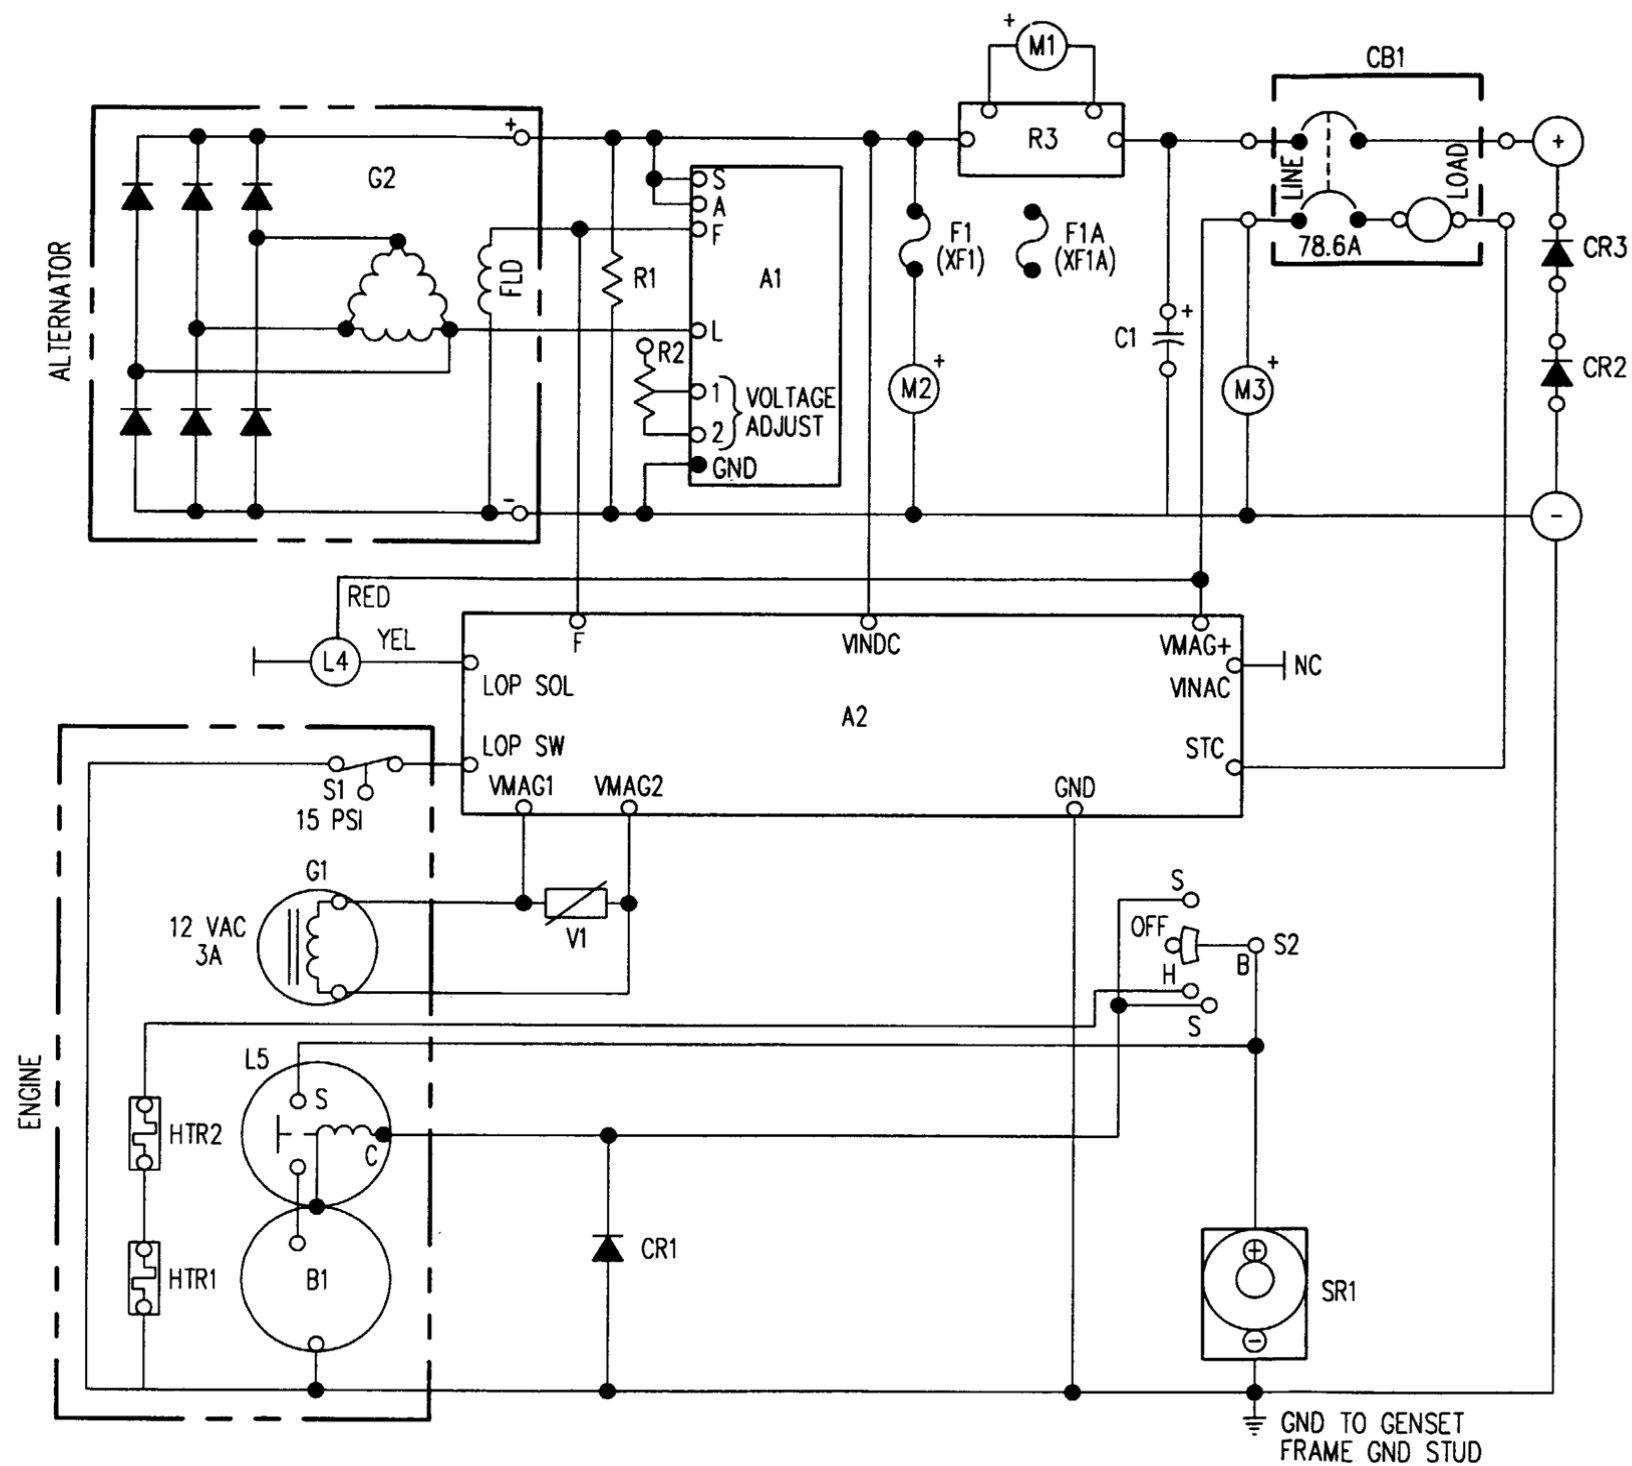 +
M1
CB1
+
R3
+
G2
S
A
F
LINE
LOAD
F1
(XF1)
F1A
(XF1A)
78.6A
CR3
ALTERNATOR
FLD
R1
A1
L
C1
+
R2
1
2
VOLTAGE
ADJUST
M2
+
M3
+
CR2
GND
-
-
RED
YEL
L4
F
VINDC
VMAG+
NC
LOP SOL
VINAC
A2
LOP SW
STC
S1
15 PSI
VMAG1
VMAG2
GND
G1
12 VAC
3A
V1
S
OFF
S2
B
H
S
ENGINE
L5
S
HTR2
C
HTR1
B1
CR1
+
SR1
-
GND TO GENSET
FRAME GND STUD